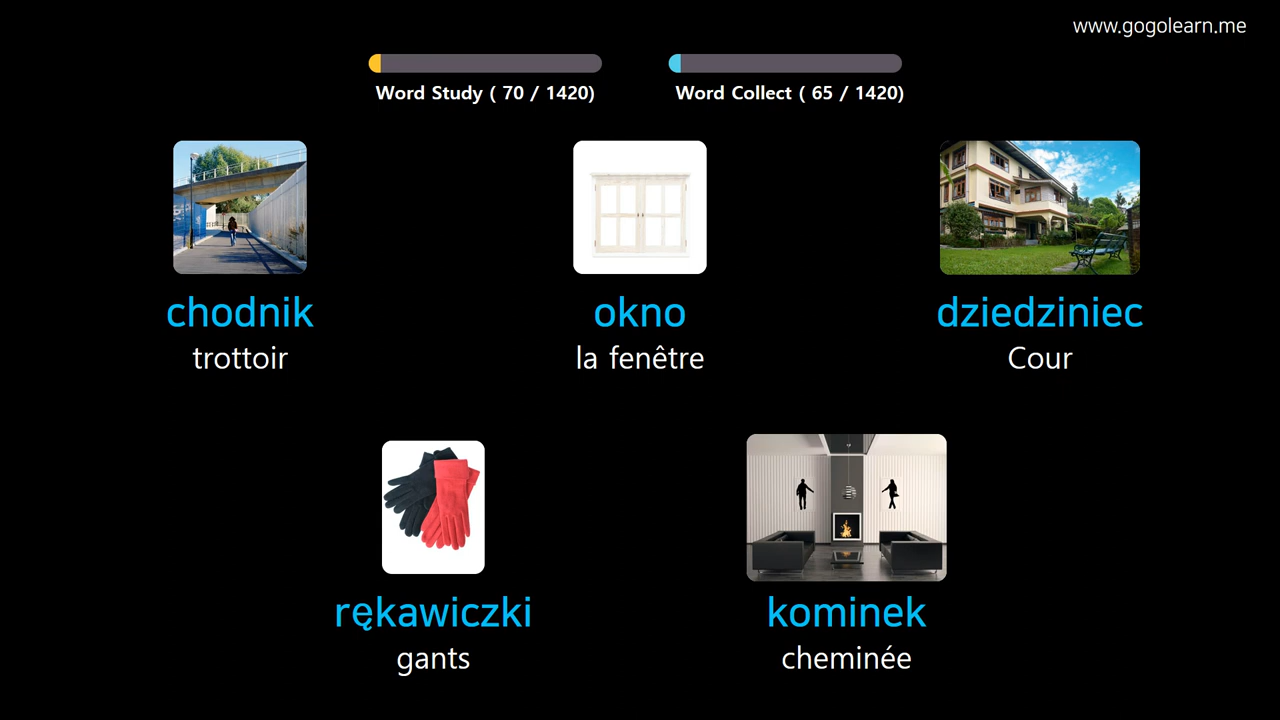 www.gogolearn.me
Word Study ( 70 / 1420)
Word Collect ( 65 / 1420)
chodnik
trottoir
okno
la fenêtre
dziedziniec
Cour
rękawiczki
gants
kominek
cheminée